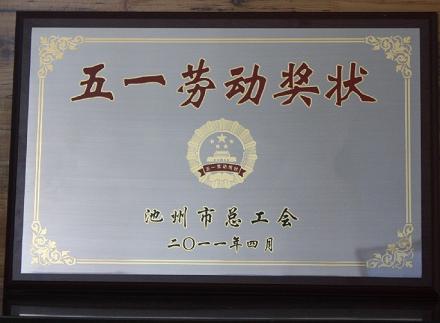 五一劳动奖状
池州市总工会
二〇一一年四月